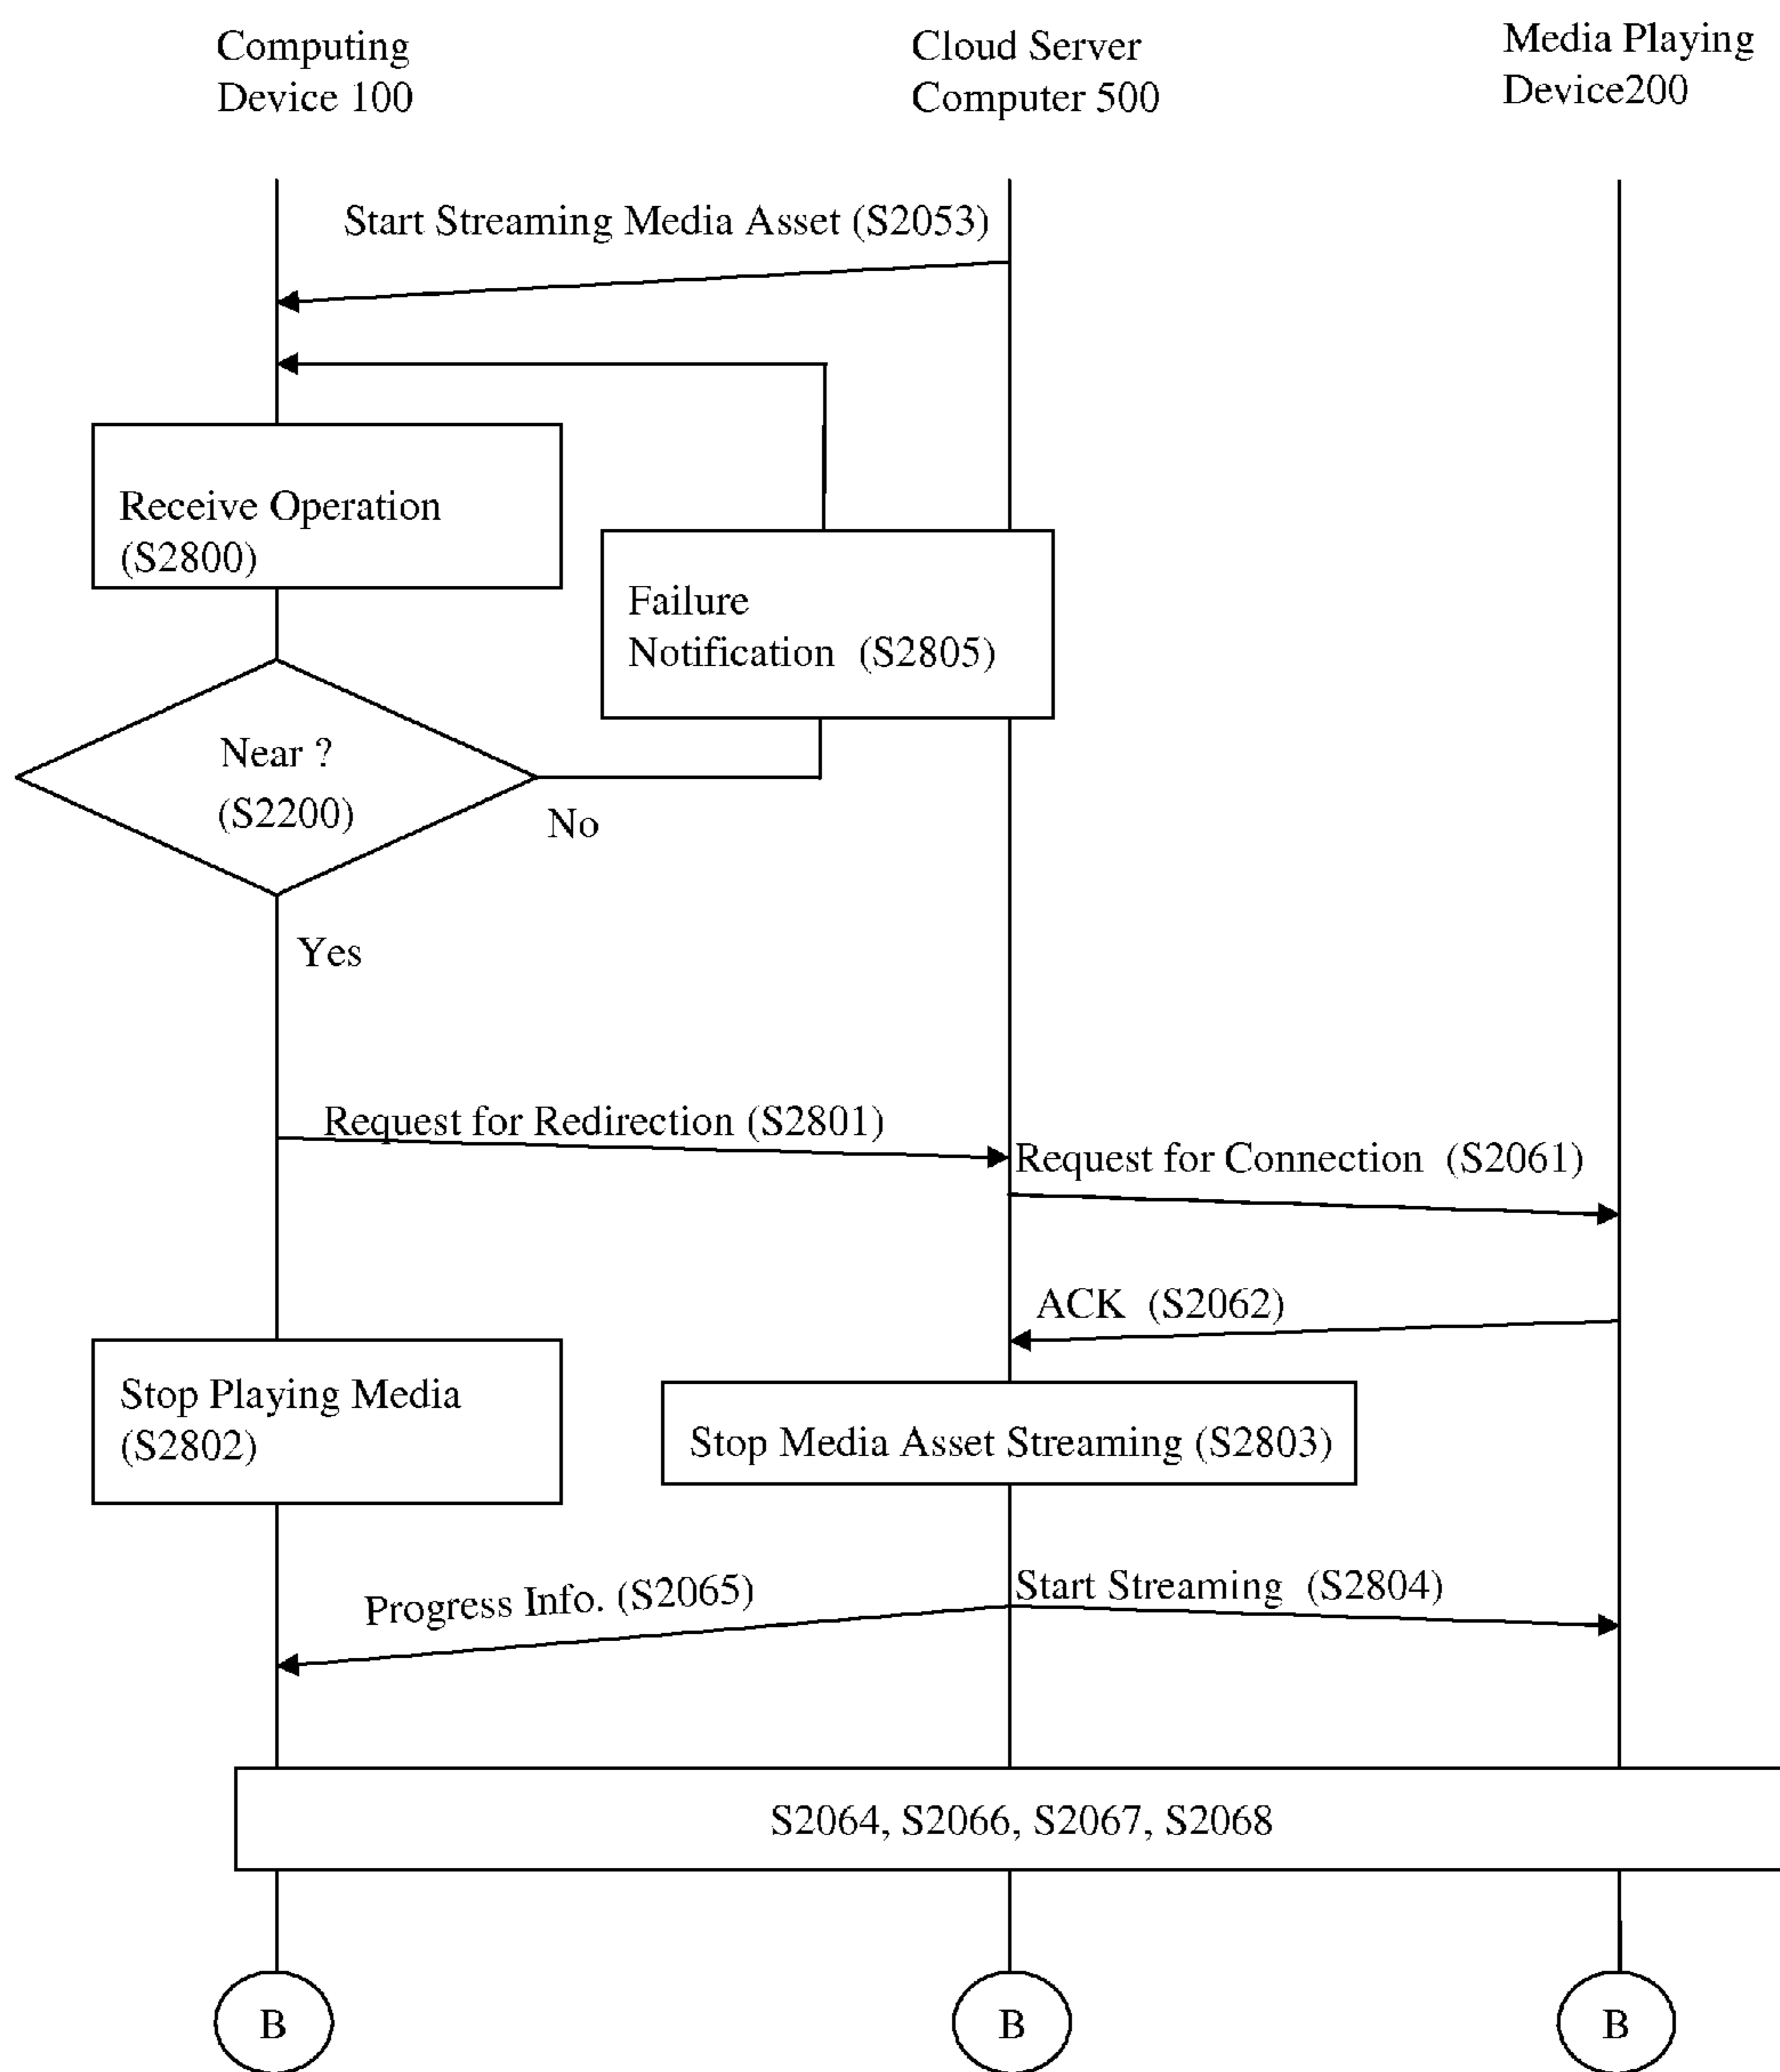 Computing
Device 100
Cloud Server
Computer 500
Media Playing
Device200
Start Streaming Media Asset (S2053)
Receive Operation
(S2800)
Failure
Notification (S2805)
Near ?
(S2200)
No
Yes
Request for Redirection (S2801)
Request for Connection (S2061)
ACK (S2062)
Stop Playing Media
(S2802)
Stop Media Asset Streaming (S2803)
Progress Info. (S2065)
Start Streaming (S2804)
S2064, S2066, S2067, S2068
B
B
B